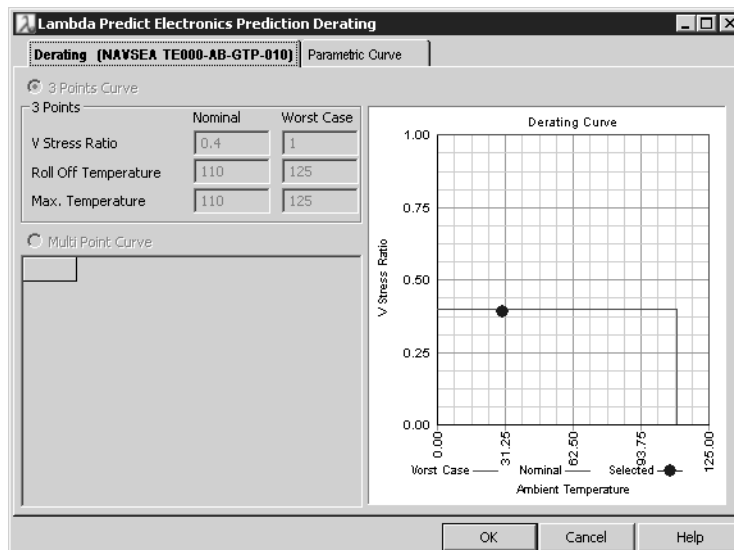 Lambda Predict Electronics Prediction Derating
Derating (NAVSEA TE000-AB-GTP-010)
Parametric Curve
3 Points Curve
3 Points
Nominal
Worst Case
V Stress Ratio
0.4
1
Roll Off Temperature
110
125
Max. Temperature
110
125
Multi Point Curve
Derating Curve
1.00
0.75
0.50
0.25
0.00
V Stress Ratio
0.00
31.25
62.50
93.75
125.00
Worst Case
Nominal
Selected
Ambient Temperature
OK
Cancel
Help